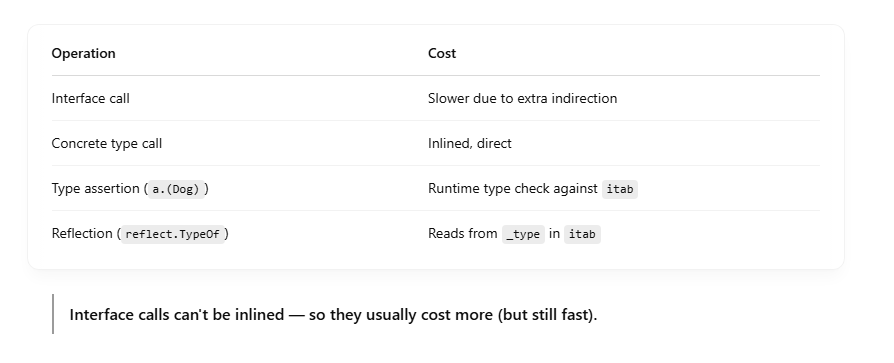 Operation Cost
Interface call Slower due to extra indirection
Concrete type call Inlined, direct
Type assertion (a.(Dog)) Runtime type check against itab
Reflection (reflect.TypeOf) Reads from _type in itab
Interface calls can't be inlined — so they usually cost more (but still fast).